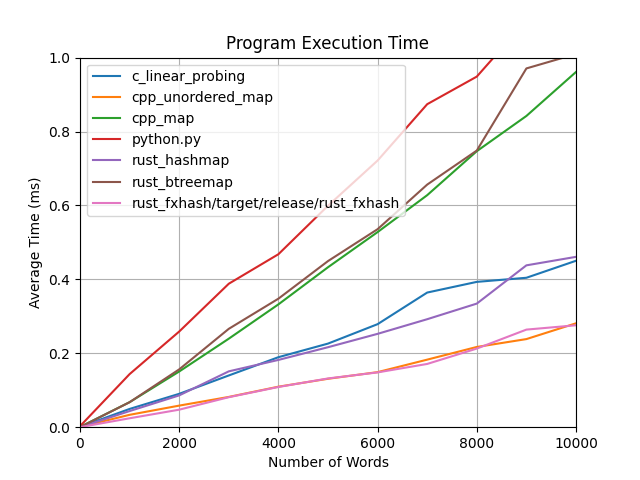 Program Execution Time
1.0
0.8
0.6
0.4
0.2
0.0
Average Time (ms)
c_linear_probing
cpp_unordered_map
cpp_map
python.py
rust_hashmap
rust_btreemap
rust_fxhash/target/release/rust_fxhash
0 2000 4000 6000 8000 10000
Number of Words